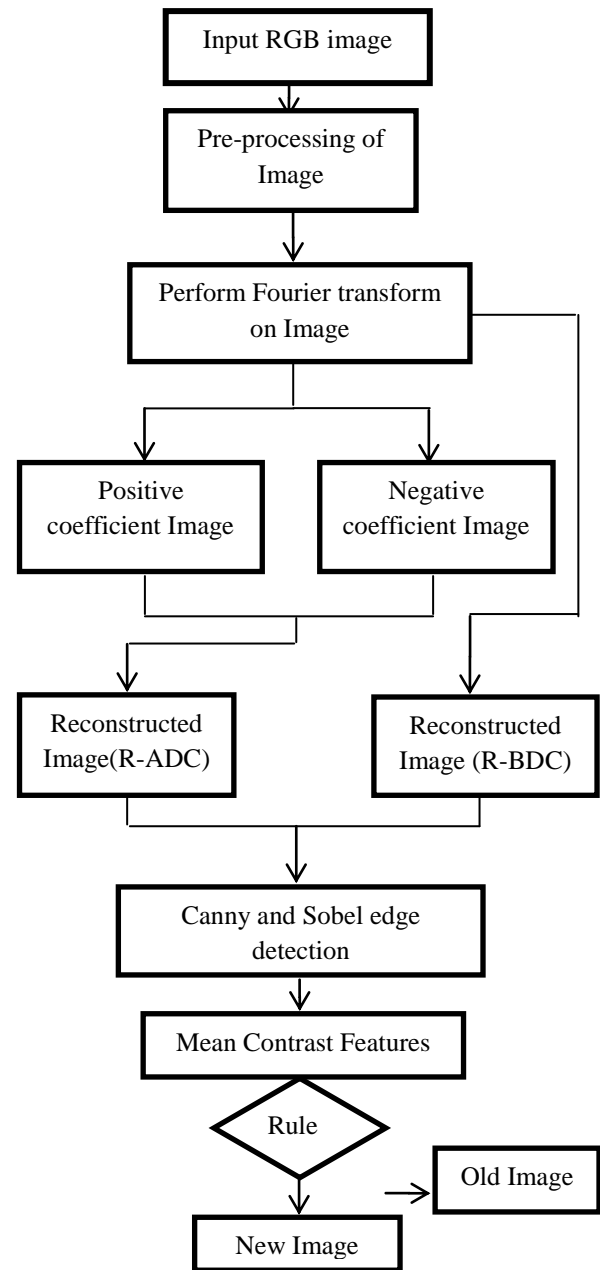 Input RGB image
Pre-processing of
Image
Perform Fourier transform
on Image
Positive
coefficient Image
Negative
coefficient Image
Reconstructed
Image(R-ADC)
Reconstructed
Image (R-BDC)
Canny and Sobel edge
detection
Mean Contrast Features
Rule
Old Image
New Image